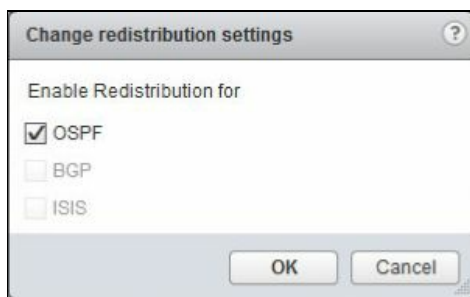 Change redistribution settings ?
Enable Redistribution for
OSPF
BGP
ISIS
OK Cancel